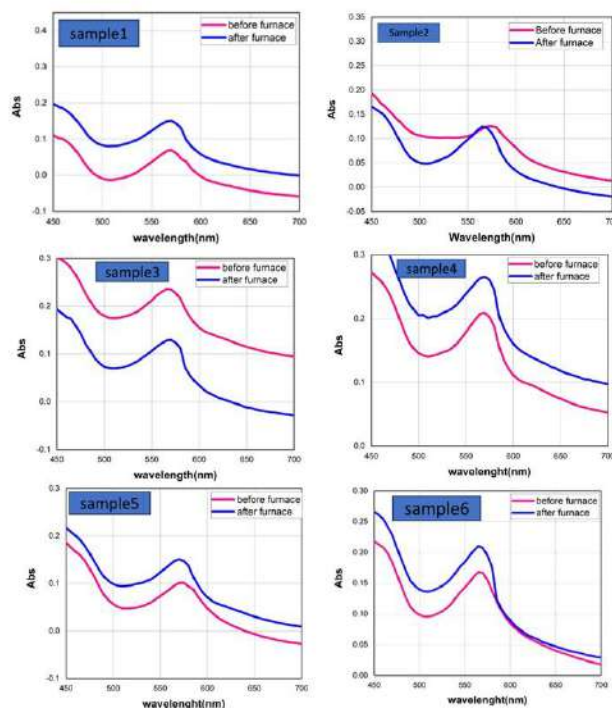 sample1
before furnace
after furnace
0.4
0.3
0.2
0.1
0.0
-0.1
Abs
450 500 550 600 650 700
wavelength(nm)
Sample2
Before furnace
After furnace
0.35
0.30
0.25
0.20
0.15
0.10
0.05
0.00
-0.05
Abs
450 500 550 600 650 700
Wavelength(nm)
sample3
before furnace
after furnace
0.3
0.2
0.1
0.0
-0.1
Abs
450 500 550 600 650 700
wavelength(nm)
sample4
before furnace
after furnace
0.3
0.2
0.1
0.0
Abs
450 500 550 600 650 700
wavelenght(nm)
sample5
before furnace
after furnace
0.3
0.2
0.1
0.0
-0.1
Abs
450 500 550 600 650 700
wavelenght(nm)
sample6
before furnace
after furnace
0.30
0.25
0.20
0.15
0.10
0.05
0.00
Abs
450 500 550 600 650 700
wavelenght(nm)